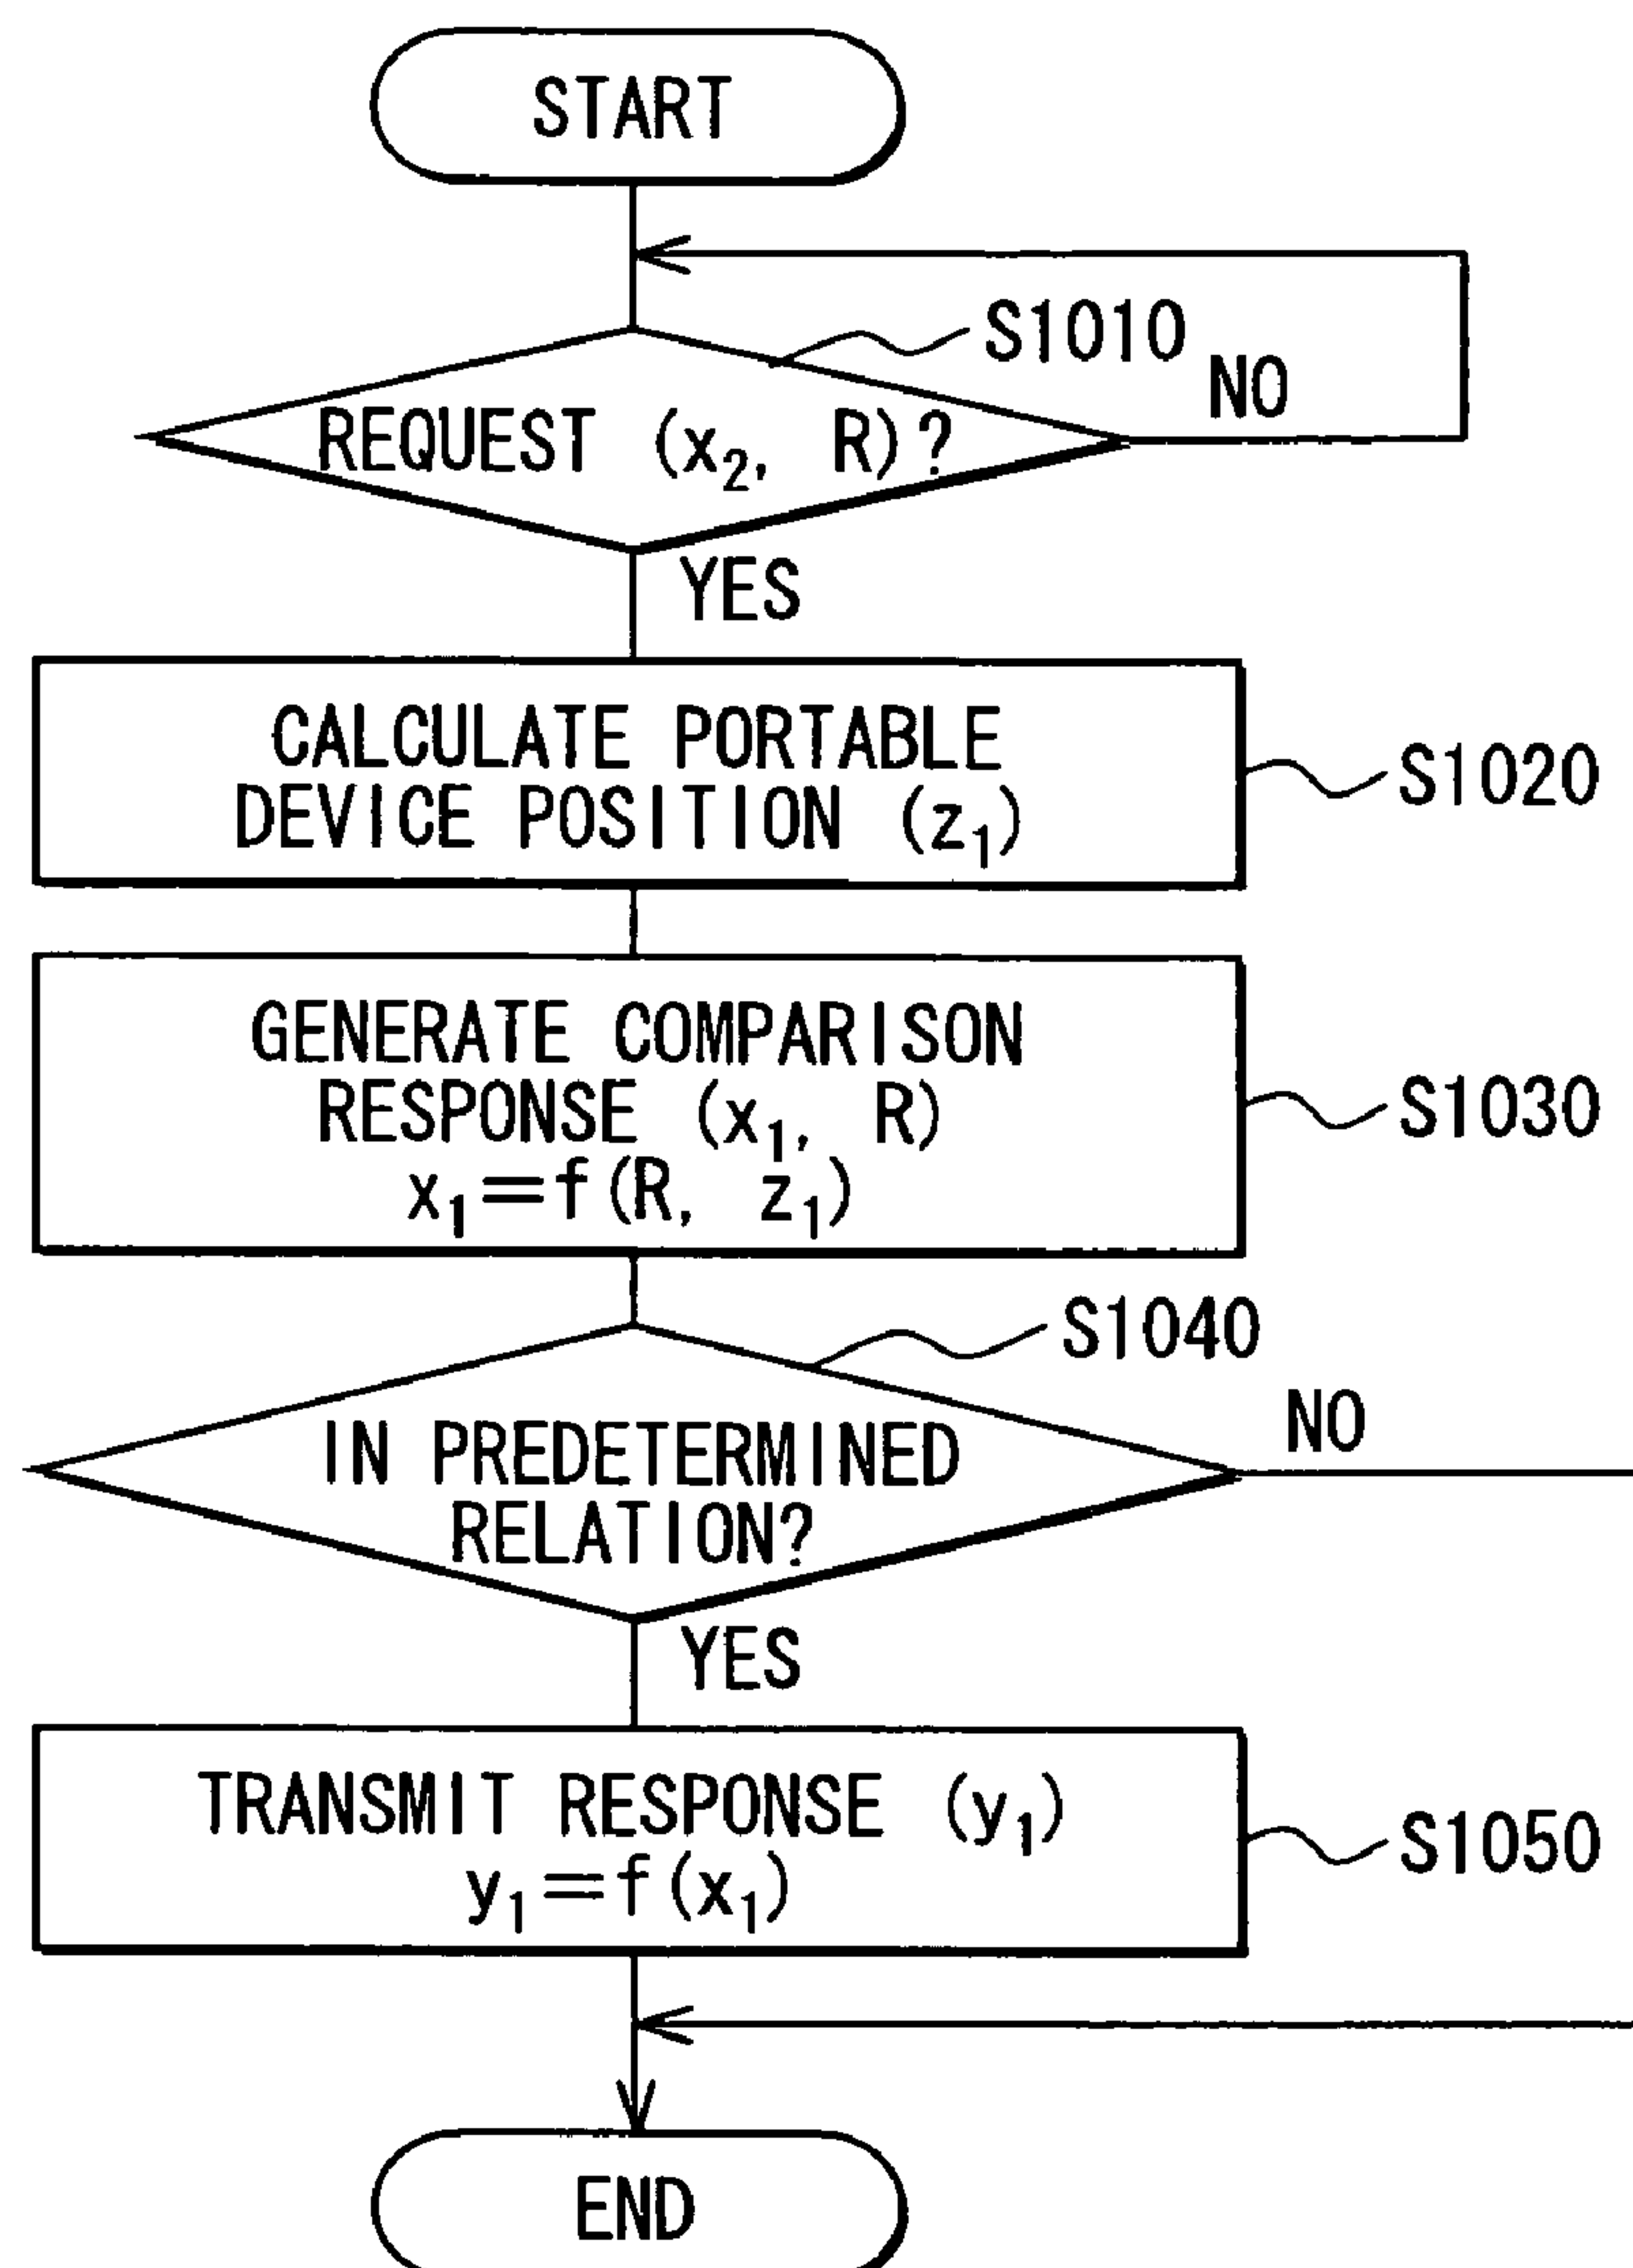 START
S1010
NO
REQUEST (x₂, R)?
YES
CALCULATE PORTABLE
DEVICE POSITION (z₁)
S1020
GENERATE COMPARISON
RESPONSE (x₁, R)
x₁=f(R, z₁)
S1030
S1040
NO
IN PREDETERMINED
RELATION?
YES
TRANSMIT RESPONSE (y₁)
y₁=f(x₁)
S1050
END